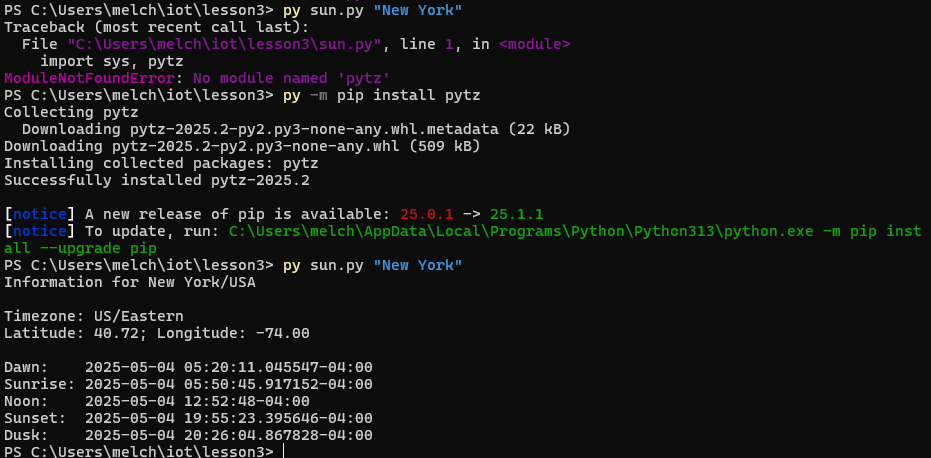 PS C:\Users\melch\iot\lesson3> py sun.py "New York"
Traceback (most recent call last):
  File "C:\Users\melch\iot\lesson3\sun.py", line 1, in <module>
    import sys, pytz
ModuleNotFoundError: No module named 'pytz'
PS C:\Users\melch\iot\lesson3> py -m pip install pytz
Collecting pytz
  Downloading pytz-2025.2-py2.py3-none-any.whl.metadata (22 kB)
Downloading pytz-2025.2-py2.py3-none-any.whl (509 kB)
Installing collected packages: pytz
Successfully installed pytz-2025.2

[notice] A new release of pip is available: 25.0.1 -> 25.1.1
[notice] To update, run: C:\Users\melch\AppData\Local\Programs\Python\Python313\python.exe -m pip inst
all --upgrade pip
PS C:\Users\melch\iot\lesson3> py sun.py "New York"
Information for New York/USA

Timezone: US/Eastern
Latitude: 40.72; Longitude: -74.00

Dawn:    2025-05-04 05:20:11.045547-04:00
Sunrise: 2025-05-04 05:50:45.917152-04:00
Noon:    2025-05-04 12:52:48-04:00
Sunset:  2025-05-04 19:55:23.395646-04:00
Dusk:    2025-05-04 20:26:04.867828-04:00
PS C:\Users\melch\iot\lesson3>